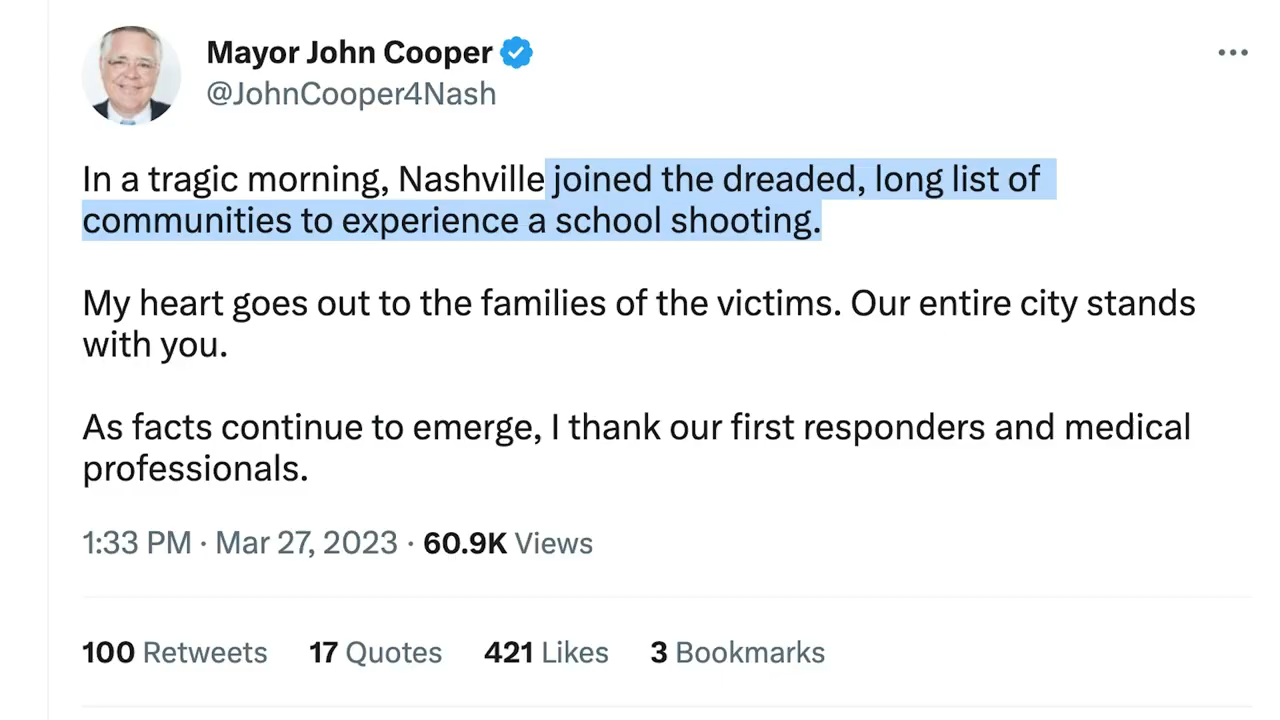 Mayor John Cooper
@JohnCooper4Nash
In a tragic morning, Nashville joined the dreaded, long list of
communities to experience a school shooting.
My heart goes out to the families of the victims. Our entire city stands
with you.
As facts continue to emerge, I thank our first responders and medical
professionals.
1:33 PM · Mar 27, 2023 · 60.9K Views
100 Retweets 17 Quotes 421 Likes 3 Bookmarks